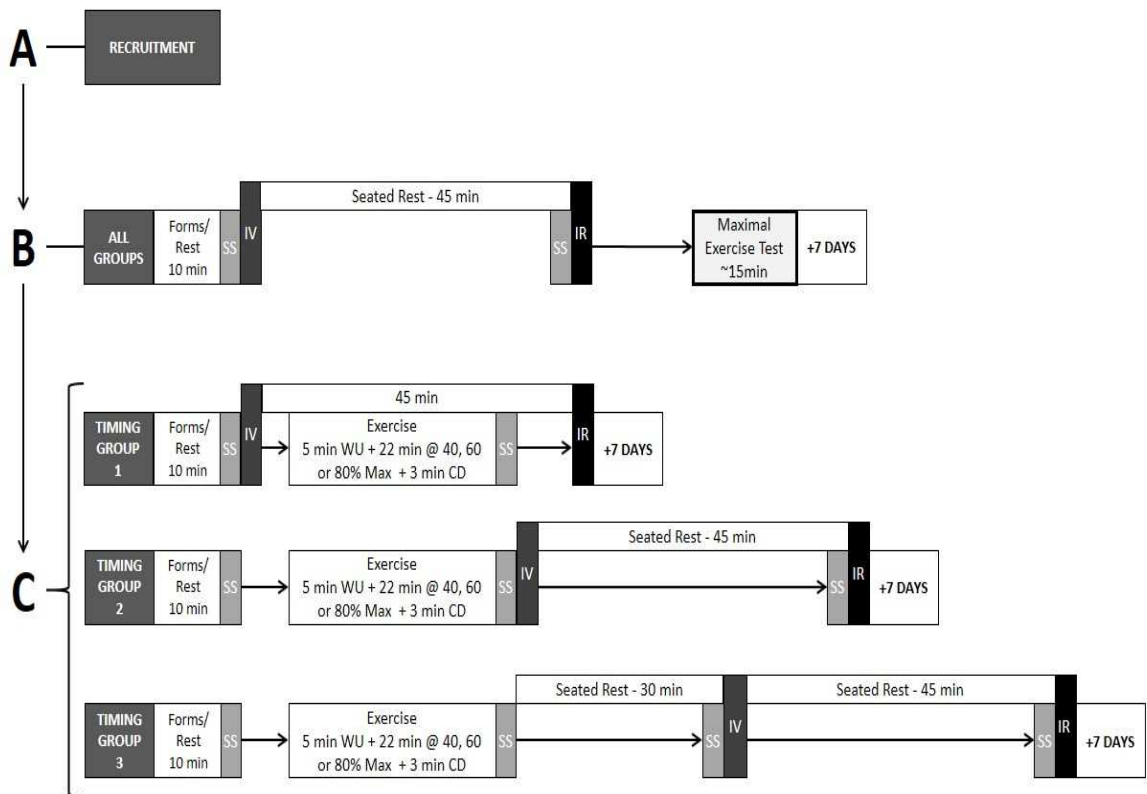 A
RECRUITMENT
Seated Rest - 45 min
B
ALL
GROUPS
Forms/
Rest
10 min
SS
IV
SS
IR
Maximal
Exercise Test
~15min
+7 DAYS
45 min
TIMING
GROUP
1
Forms/
Rest
10 min
SS
IV
Exercise
5 min WU + 22 min @ 40, 60
or 80% Max + 3 min CD
SS
IR
+7 DAYS
Seated Rest - 45 min
C
TIMING
GROUP
2
Forms/
Rest
10 min
SS
Exercise
5 min WU + 22 min @ 40, 60
or 80% Max + 3 min CD
SS
IV
SS
IR
+7 DAYS
Seated Rest - 30 min
Seated Rest - 45 min
TIMING
GROUP
3
Forms/
Rest
10 min
SS
Exercise
5 min WU + 22 min @ 40, 60
or 80% Max + 3 min CD
SS
SS
IV
SS
IR
+7 DAYS